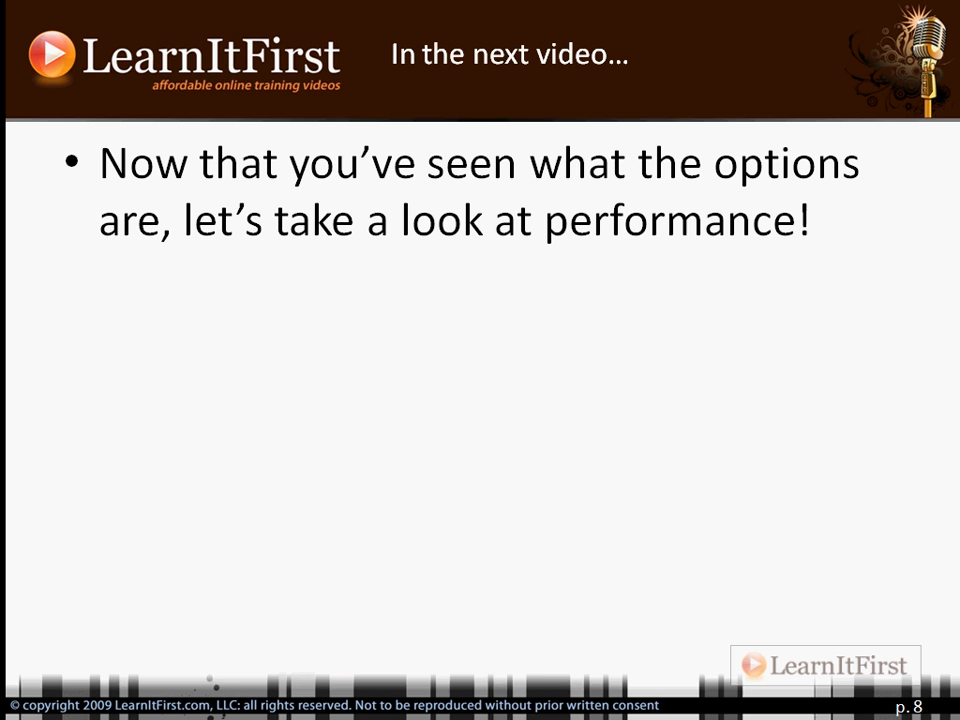 LearnItFirst
affordable online training videos
In the next video…
• Now that you’ve seen what the options
are, let’s take a look at performance!
LearnItFirst
© copyright 2009 LearnItFirst.com, LLC: all rights reserved. Not to be reproduced without prior written consent
p. 8